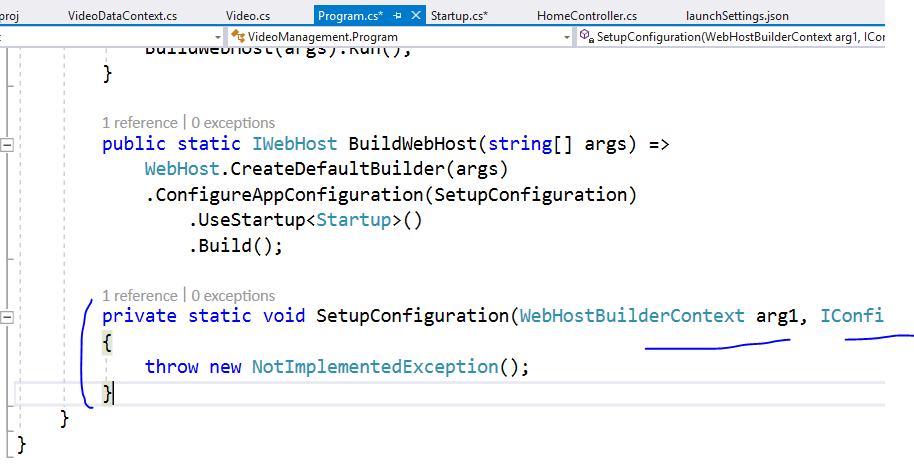 proj VideoDataContext.cs Video.cs Program.cs* Startup.cs* HomeController.cs launchSettings.json
VideoManagement.Program SetupConfiguration(WebHostBuilderContext arg1, ICor
BuildWebHost(args).Run();
}
1 reference | 0 exceptions
public static IWebHost BuildWebHost(string[] args) =>
WebHost.CreateDefaultBuilder(args)
.ConfigureAppConfiguration(SetupConfiguration)
.UseStartup<Startup>()
.Build();
1 reference | 0 exceptions
private static void SetupConfiguration(WebHostBuilderContext arg1, IConfi
{
throw new NotImplementedException();
}
}
}